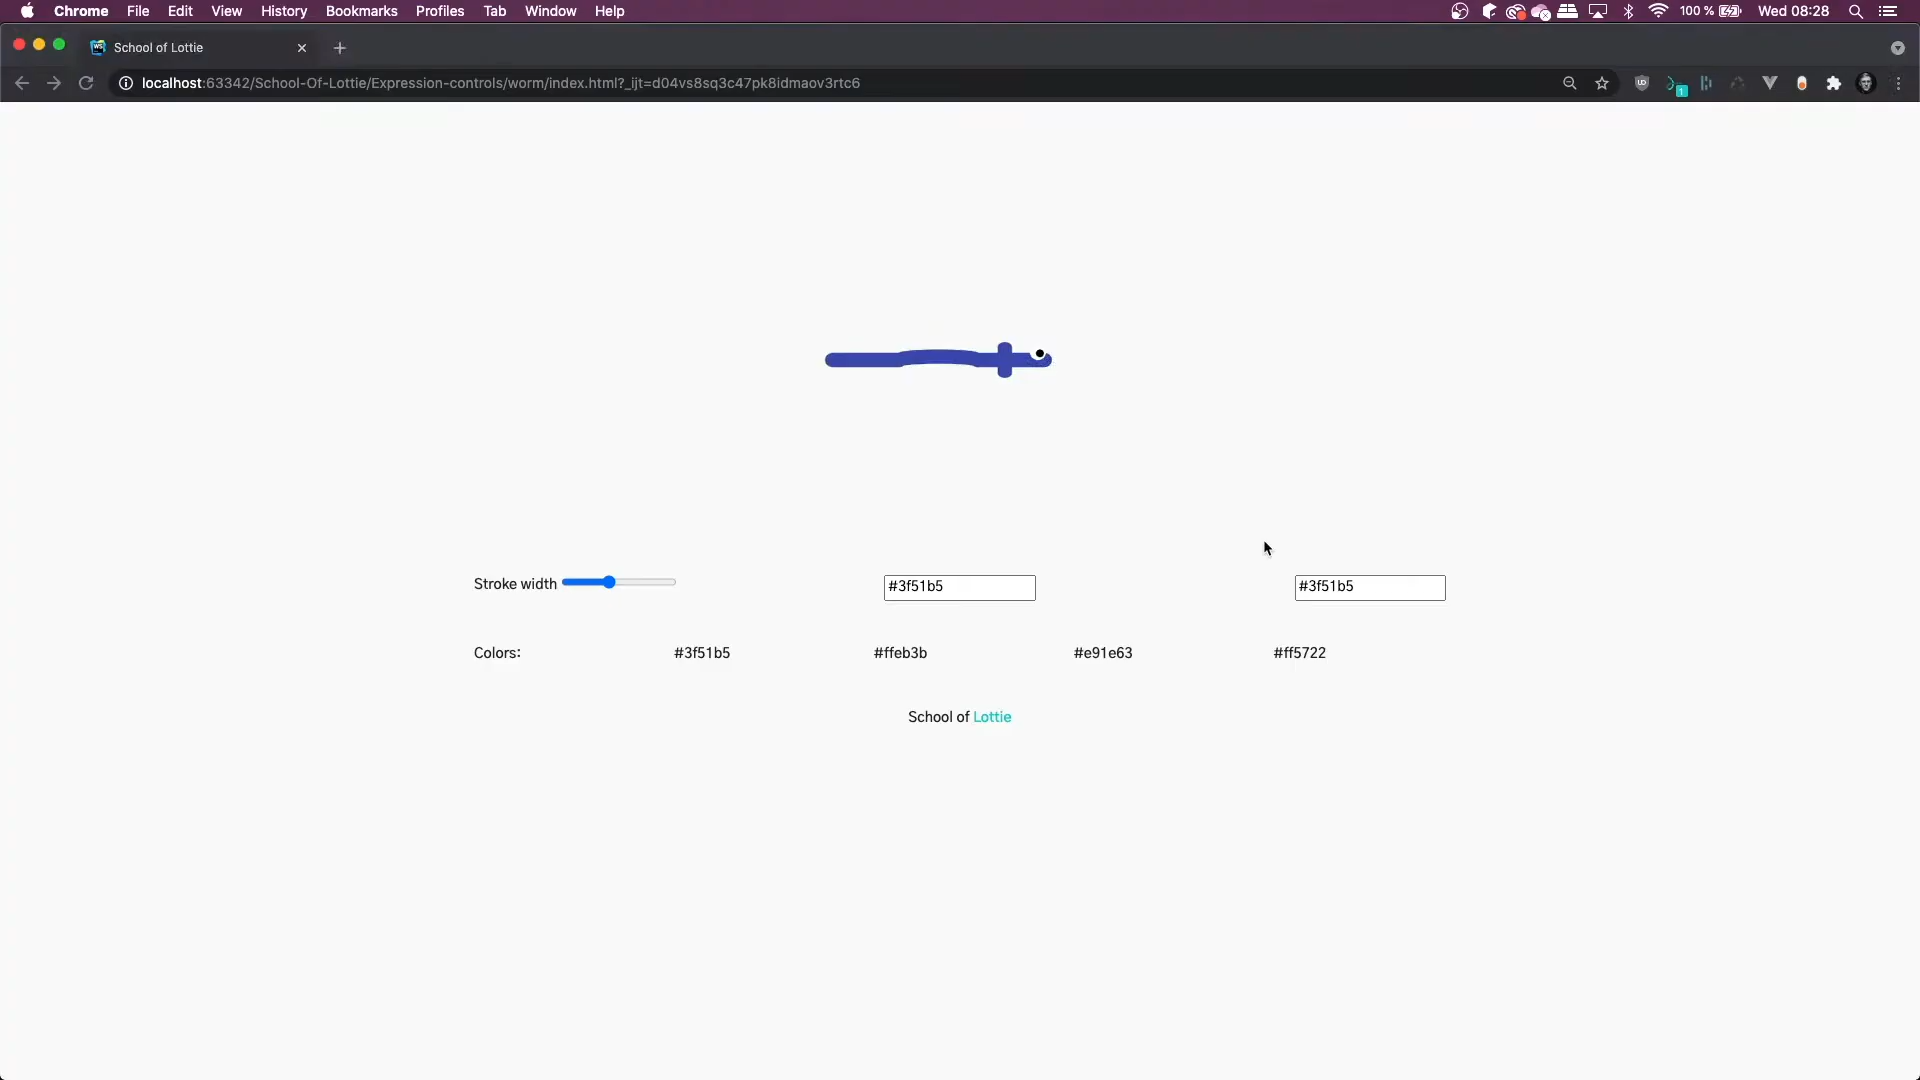 Chrome File Edit View History Bookmarks Profiles Tab Window Help 100 % Wed 08:28
School of Lottie
localhost:63342/School-Of-Lottie/Expression-controls/worm/index.html?_ijt=d04vs8sq3c47pk8idmaov3rtc6
Stroke width #3f51b5 #3f51b5
Colors: #3f51b5 #ffeb3b #e91e63 #ff5722
School of Lottie